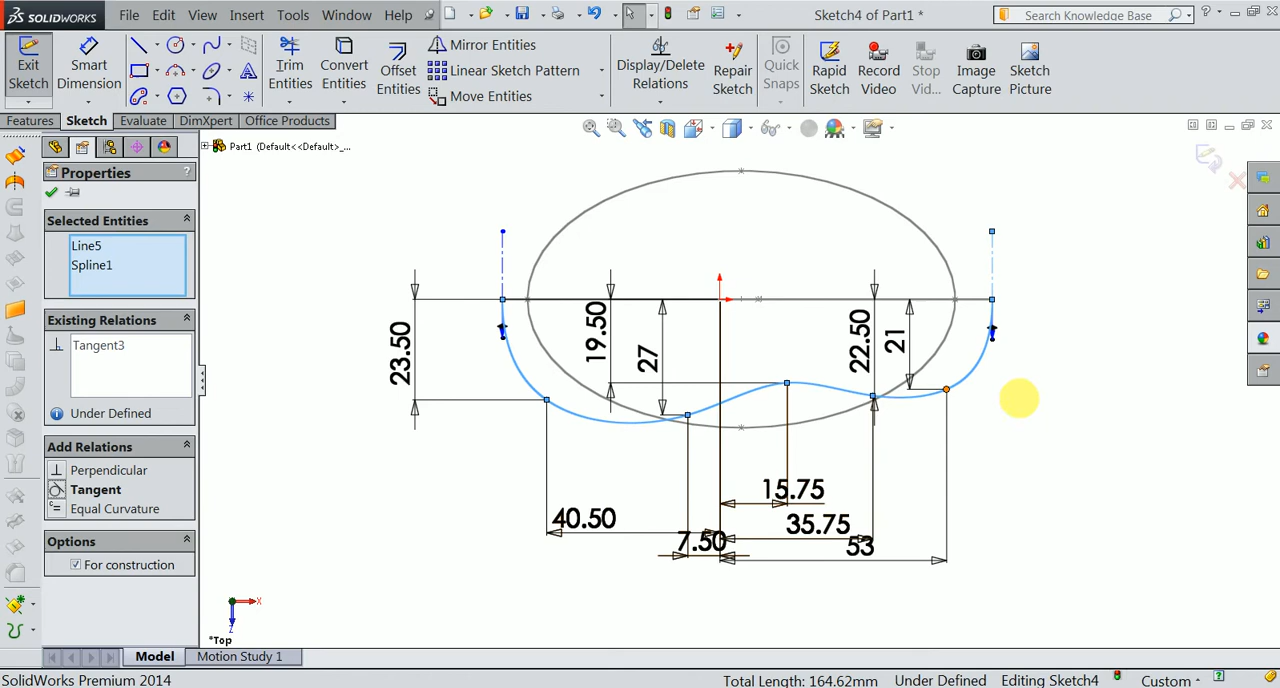 SOLIDWORKS File Edit View Insert Tools Window Help Sketch4 of Part1 * Search Knowledge Base ?
Exit Sketch
Smart Dimension
Trim Entities
Convert Entities
Offset Entities
Mirror Entities
Linear Sketch Pattern
Move Entities
Display/Delete Relations
Repair Sketch
Quick Snaps
Rapid Sketch
Record Video
Stop Vid...
Image Capture
Sketch Picture
Features Sketch Evaluate DimXpert Office Products
Part1 (Default<<Default>_...
Properties ?
Selected Entities
Line5
Spline1
Existing Relations
Tangent3
Under Defined
Add Relations
Perpendicular
Tangent
Equal Curvature
Options
For construction
23.50
19.50
27
22.50
21
15.75
40.50
35.75
7.50
53
X
Z
*Top
Model Motion Study 1
SolidWorks Premium 2014 Total Length: 164.62mm Under Defined Editing Sketch4 Custom ?